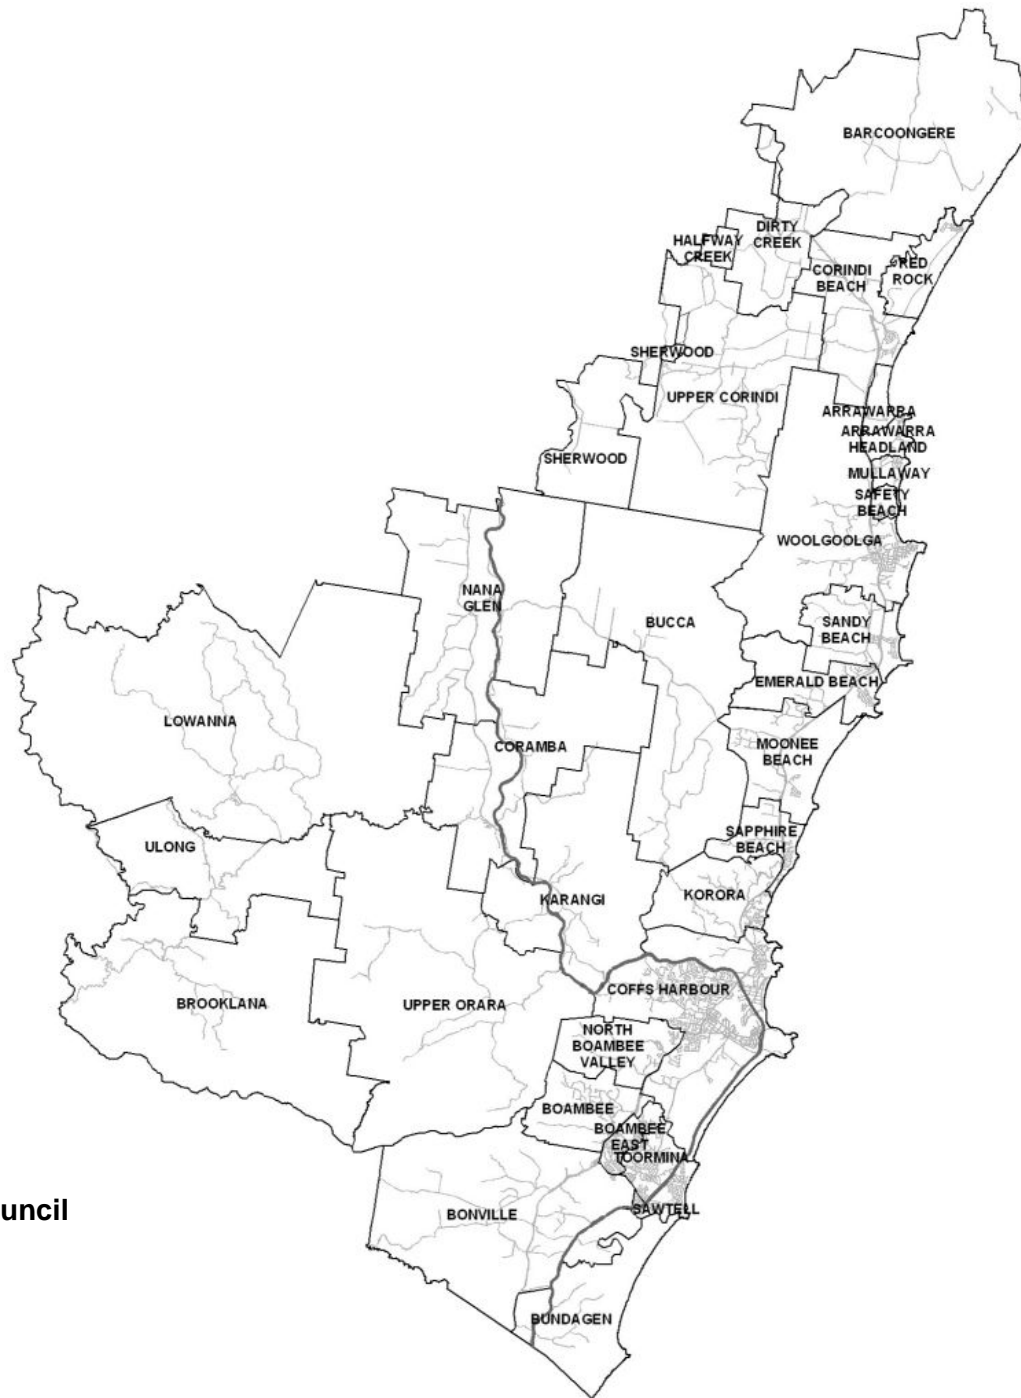 BARCOONGERE
DIRTY
CREEK
HALFWAY
CREEK
RED
ROCK
CORINDI
BEACH
SHERWOOD
UPPER CORINDI
ARRAWARRA
ARRAWARRA
HEADLAND
SHERWOOD
MULLAWAY
SAFETY
BEACH
WOOLGOOLGA
NANA
GLEN
BUCCA
SANDY
BEACH
EMERALD BEACH
LOWANNA
CORAMBA
MOONEE
BEACH
SAPPHIRE
BEACH
ULONG
KORORA
KARANGI
COFFS HARBOUR
BROOKLANA
UPPER ORARA
NORTH
BOAMBEE
VALLEY
BOAMBEE
BOAMBEE
EAST
TOORMINA
uncil
SAWTELL
BONVILLE
BUNDAGEN